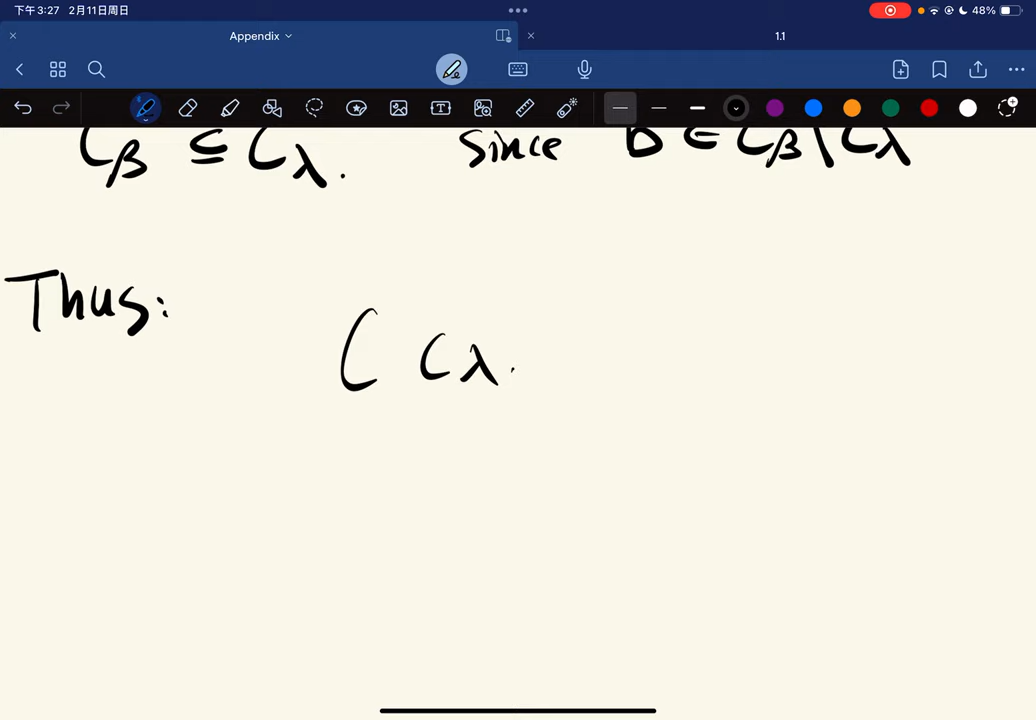 下午3:27 2月11日周日
48%
Appendix
1.1
Cβ ⊆ Cλ. Since D ∈ Cβ \ Cλ
Thus:
( Cλ.